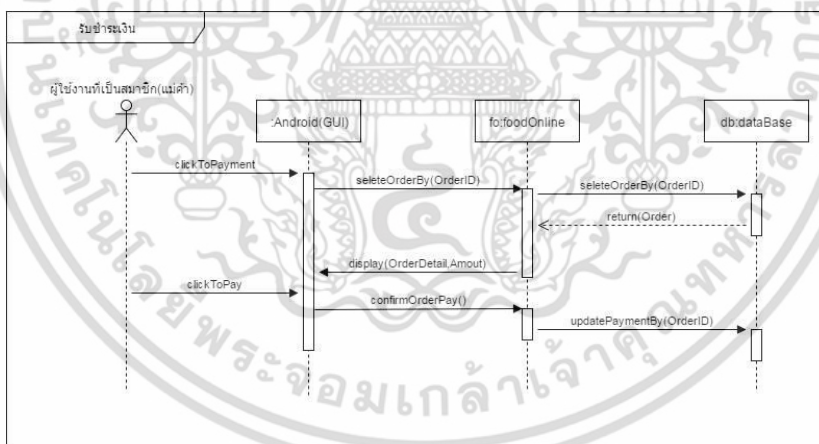 รับชำระเงิน
ผู้ใช้งานที่เป็นสมาชิก(แม่ค้า)
:Android(GUI)
fo:foodOnline
db:dataBase
clickToPayment
seleteOrderBy(OrderID)
seleteOrderBy(OrderID)
return(Order)
display(OrderDetail,Amout)
clickToPay
confirmOrderPay()
updatePaymentBy(OrderID)